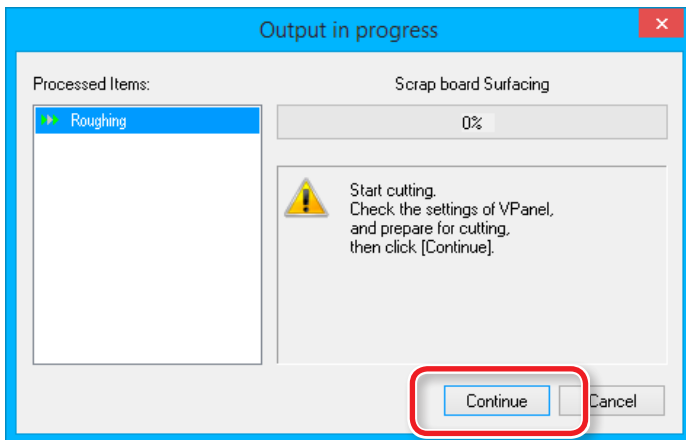 Output in progress
Processed Items:
Scrap board Surfacing
Roughing
0%
Start cutting.
Check the settings of VPanel,
and prepare for cutting,
then click [Continue].
Continue
Cancel